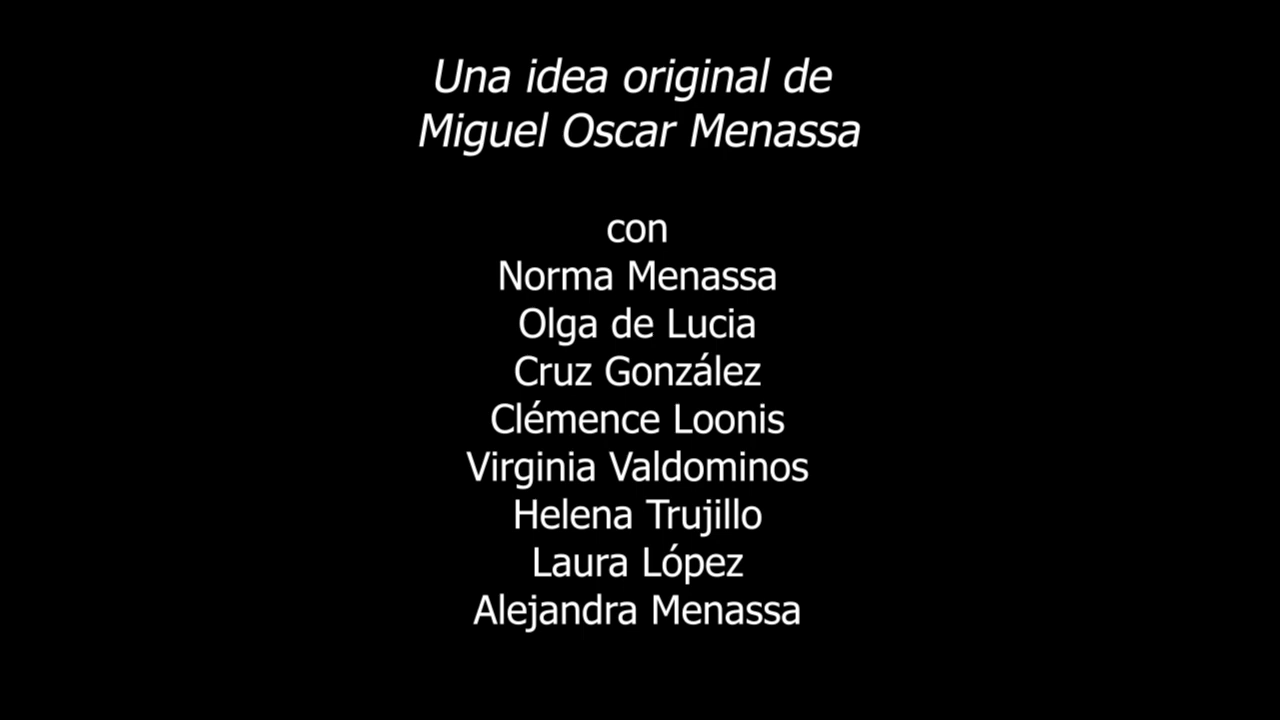 Una idea original de
Miguel Oscar Menassa
con
Norma Menassa
Olga de Lucia
Cruz González
Clémence Loonis
Virginia Valdominos
Helena Trujillo
Laura López
Alejandra Menassa